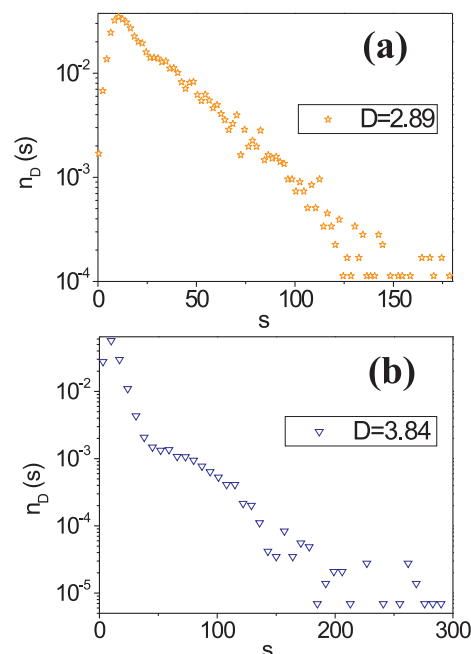 (a)
☆ D=2.89
n_D (s)
10^-2
10^-3
10^-4
0 50 100 150
s
(b)
▽ D=3.84
n_D (s)
10^-2
10^-3
10^-4
10^-5
0 100 200 300
s